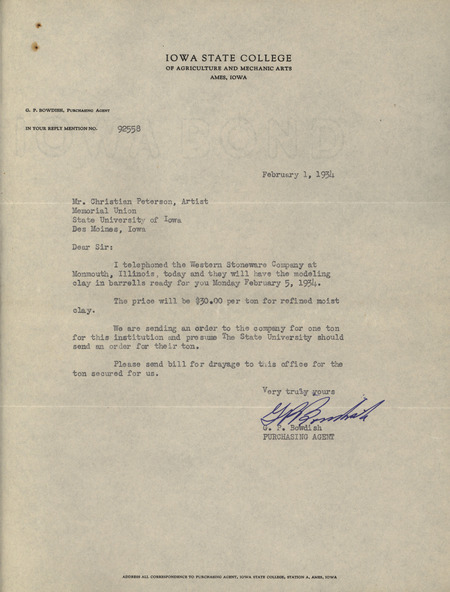 IOWA STATE COLLEGE
OF AGRICULTURE AND MECHANIC ARTS
AMES, IOWA
G. P. BOWDISH, PURCHASING AGENT
IN YOUR REPLY MENTION NO. 92558
IOWA BOND
February 1, 1934
Mr. Christian Peterson, Artist
Memorial Union
State University of Iowa
Des Moines, Iowa
Dear Sir:
I telephoned the Western Stoneware Company at
Monmouth, Illinois, today and they will have the modeling
clay in barrells ready for you Monday February 5, 1934.
The price will be $30.00 per ton for refined moist
clay.
We are sending an order to the company for one ton
for this institution and presume The State University should
send an order for their ton.
Please send bill for drayage to this office for the
ton secured for us.
Very truly yours
G P Bowdish
G. P. Bowdish
PURCHASING AGENT
ADDRESS ALL CORRESPONDENCE TO PURCHASING AGENT, IOWA STATE COLLEGE, STATION A, AMES, IOWA